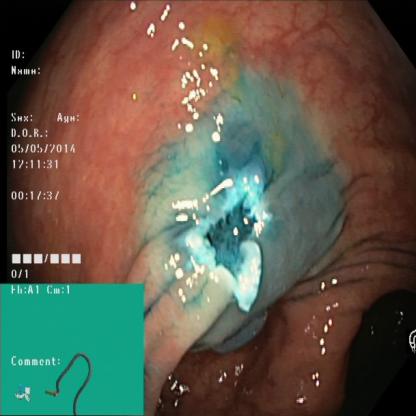 ID:
Name:
Sex: Age:
D.O.B.:
05/05/2014
12:11:31
00:17:37
■■■/■■■
0/1
Eh:A1 Cm:1
Comment: